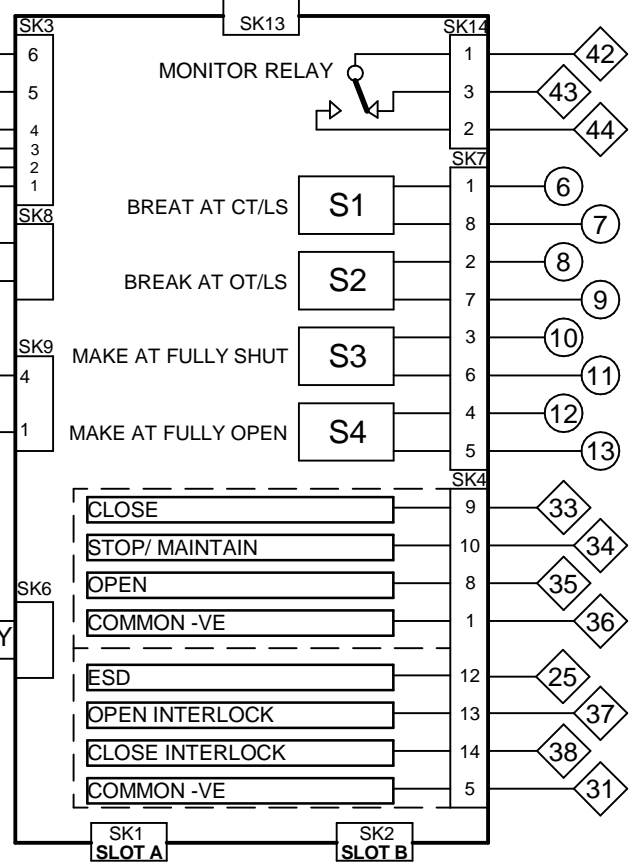 SK13
SK3
SK14
6
MONITOR RELAY
1
42
5
3
43
4
2
44
3
2
1
SK7
BREAT AT CT/LS
S1
1
6
8
7
SK8
BREAK AT OT/LS
S2
2
8
7
9
SK9
MAKE AT FULLY SHUT
S3
3
10
4
6
11
1
MAKE AT FULLY OPEN
S4
4
12
5
13
SK4
CLOSE
9
33
STOP/ MAINTAIN
10
34
SK6
OPEN
8
35
COMMON -VE
1
36
Y
ESD
12
25
OPEN INTERLOCK
13
37
CLOSE INTERLOCK
14
38
COMMON -VE
5
31
SK1
SLOT A
SK2
SLOT B